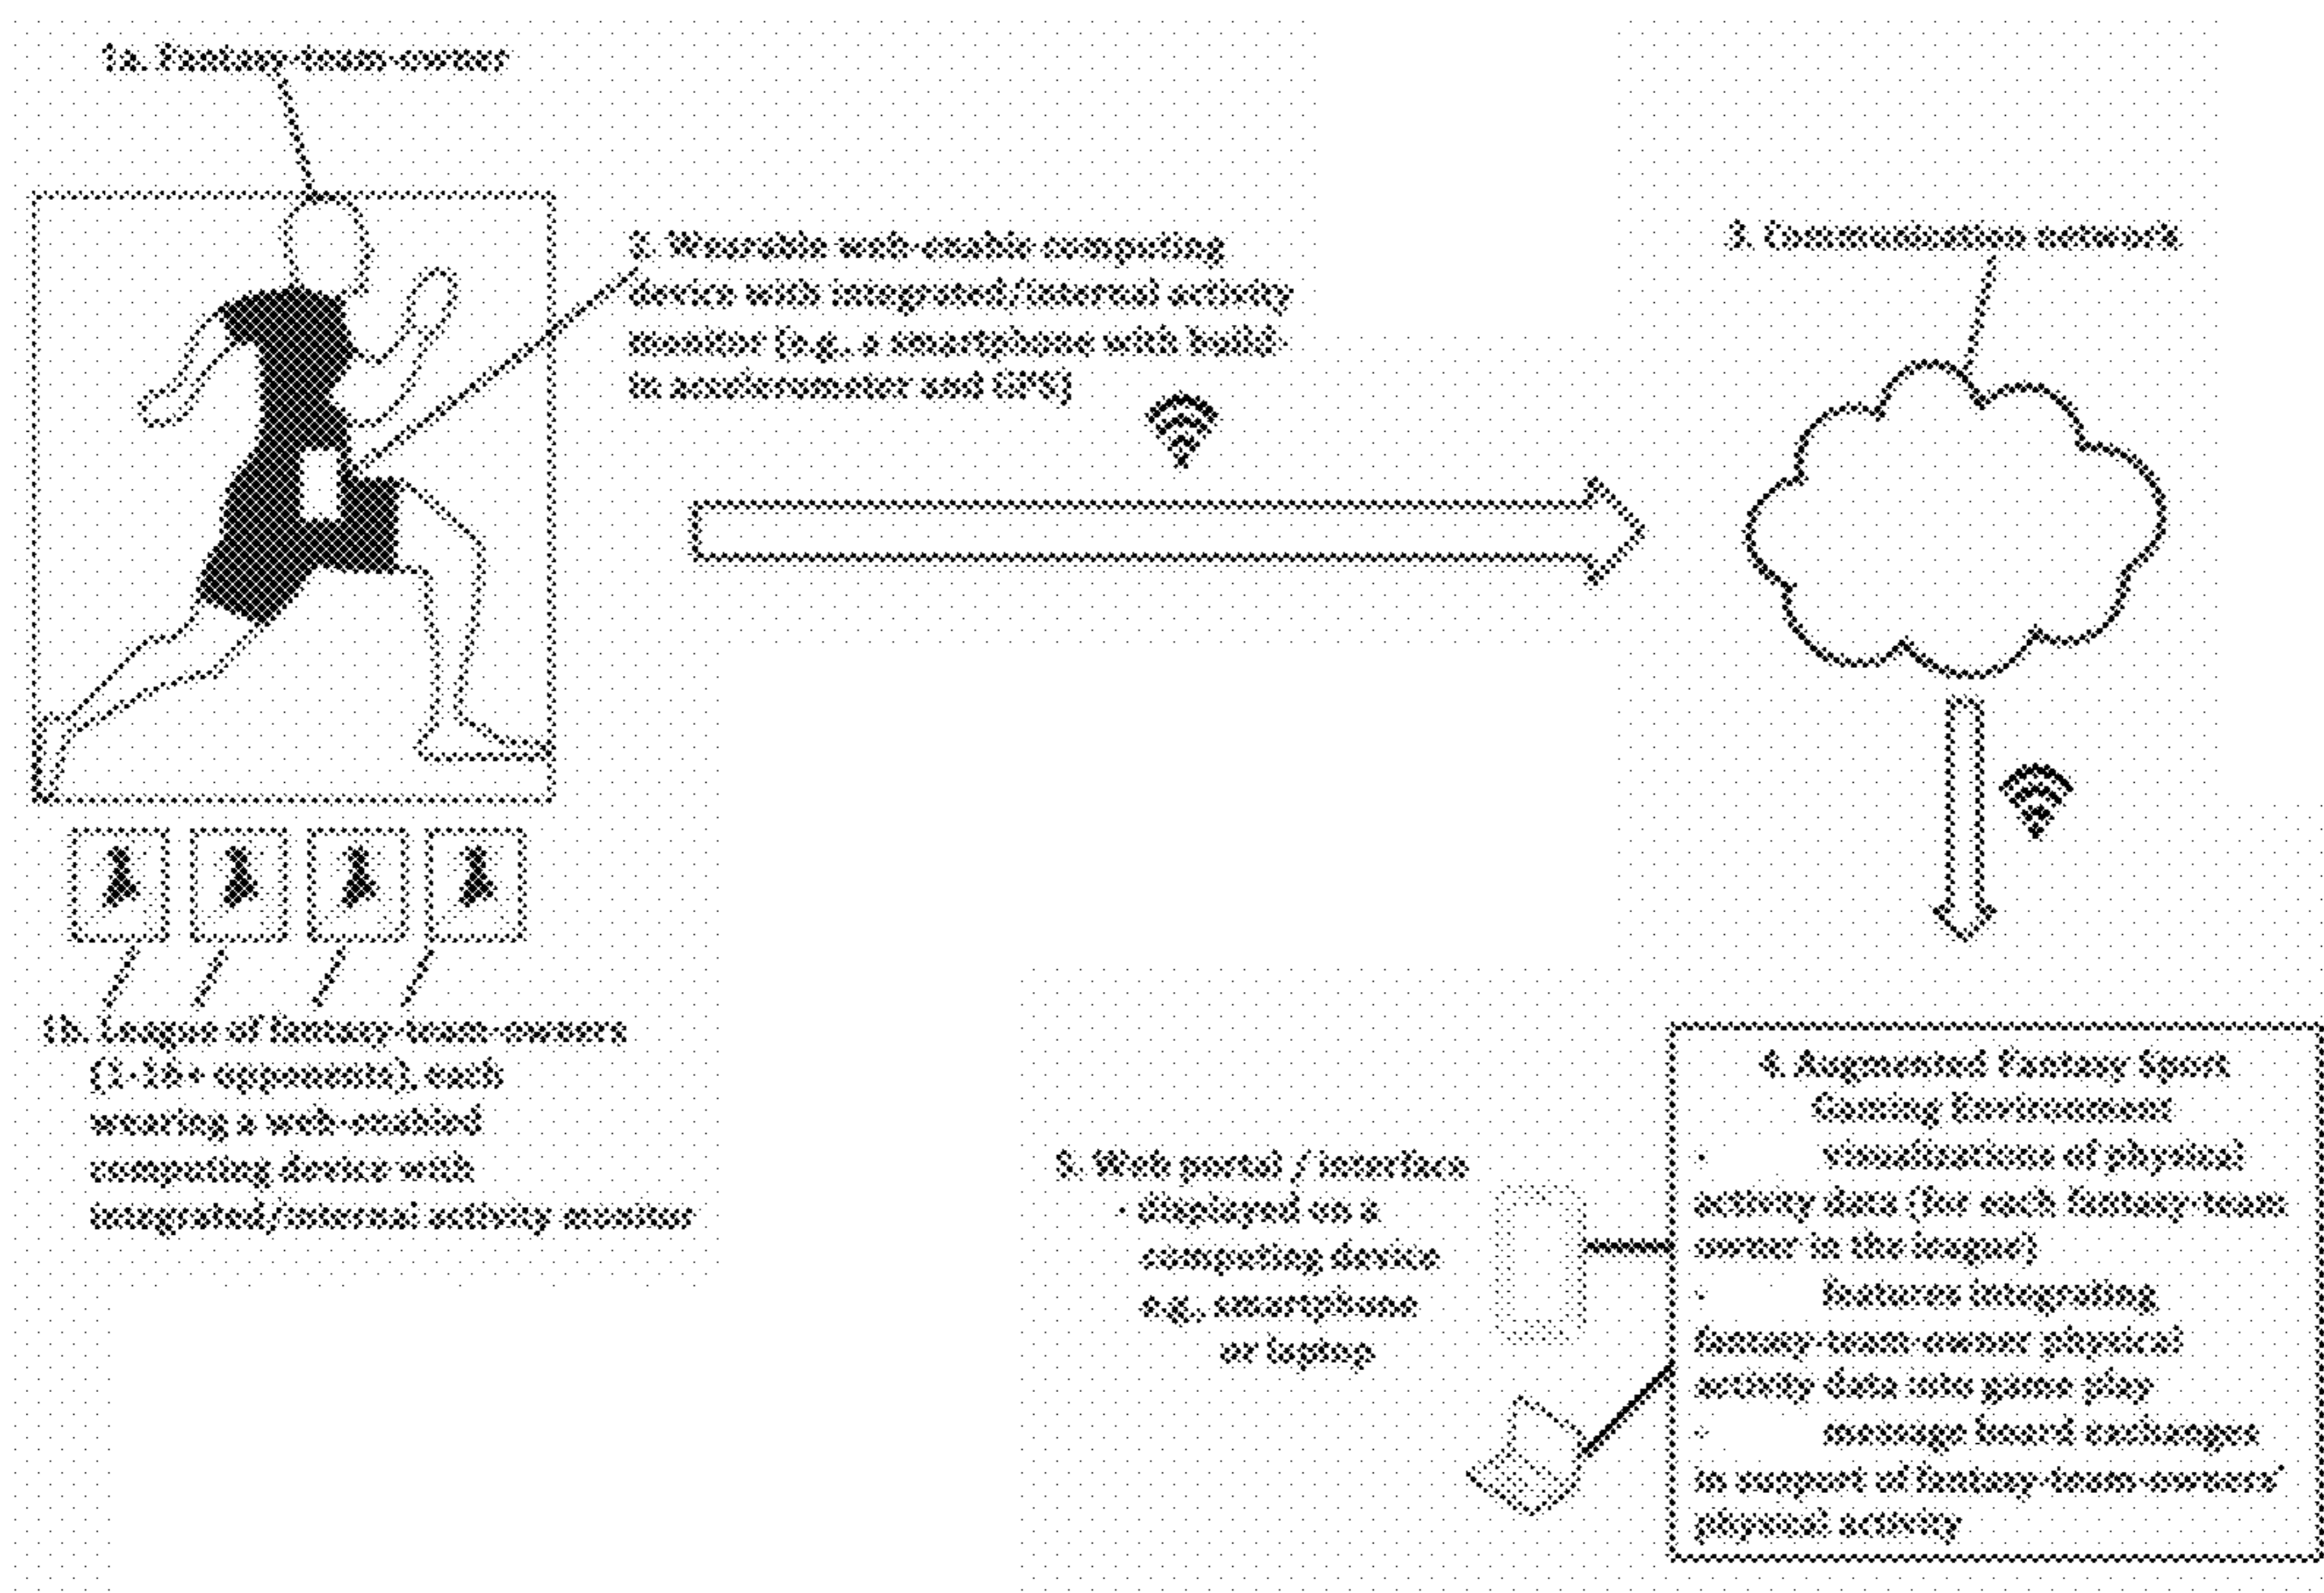 1a. Fantasy-team-owner
2. Wearable web-enable computing
device with integrated/internal activity
monitor (e.g., a smartphone with build-
in accelerometer and GPS)
3. Communication network
1b. League of fantasy-team-owners
opponents), each
wearing a web-enabled
computing device with
integrated/internal activity monitor
4. Augmented Fantasy Sport
Gaming Environment
· visualizations of physical
activity data (for each fantasy-team
owner in the league)
· features integrating
fantasy-team-owner physical
activity data into game play
· message board exchanges
in support of fantasy-team-owners'
physical activity
5. Web portal / interface
· displayed on a
computing device
e.g., smartphone
or laptop